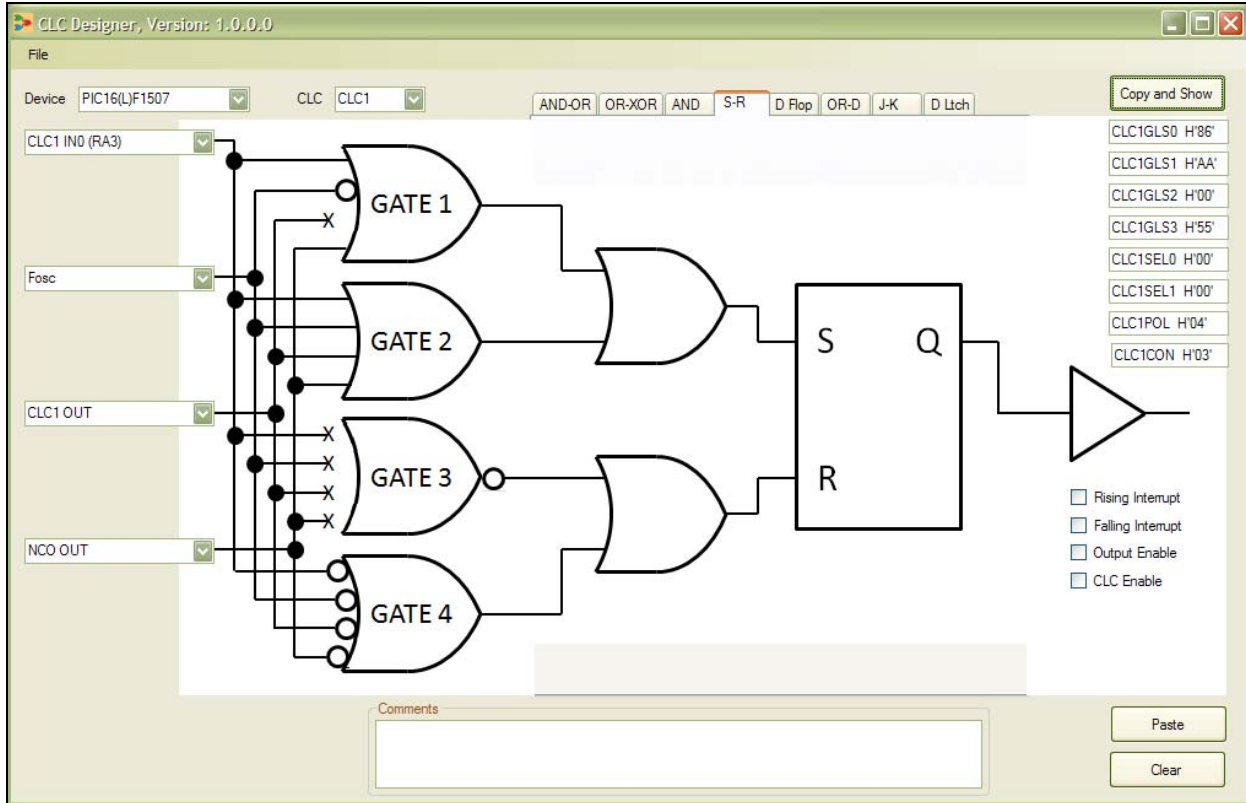 CLC Designer, Version: 1.0.0.0
File
Device PIC16(L)F1507 CLC CLC1
AND-OR OR-XOR AND S-R D Flop OR-D J-K D Ltch
Copy and Show
CLC1 IN0 (RA3)
Fosc
CLC1 OUT
NCO OUT
X
GATE 1
GATE 2
X
X
X
X
GATE 3
GATE 4
S Q
R
CLC1GLS0 H'86'
CLC1GLS1 H'AA'
CLC1GLS2 H'00'
CLC1GLS3 H'55'
CLC1SEL0 H'00'
CLC1SEL1 H'00'
CLC1POL H'04'
CLC1CON H'03'
Rising Interrupt
Falling Interrupt
Output Enable
CLC Enable
Comments
Paste
Clear